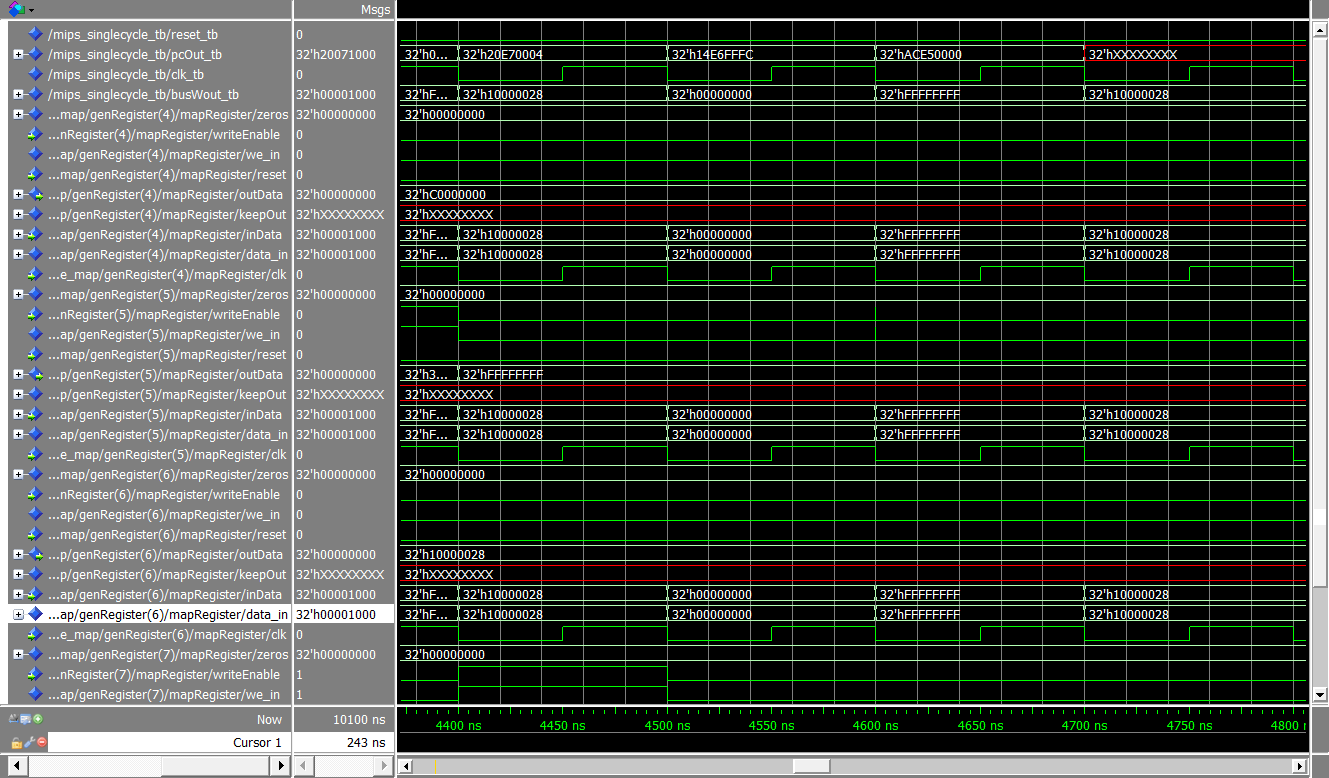 Msgs
/mips_singlecycle_tb/reset_tb 0
/mips_singlecycle_tb/pcOut_tb 32'h20071000 32'h0... 32'h20E70004 32'h14E6FFFC 32'hACE50000 32'hXXXXXXXX
/mips_singlecycle_tb/clk_tb 0
/mips_singlecycle_tb/busWout_tb 32'h00001000 32'hF... 32'h10000028 32'h00000000 32'hFFFFFFFF 32'h10000028
...map/genRegister(4)/mapRegister/zeros 32'h00000000 32'h00000000
...nRegister(4)/mapRegister/writeEnable 0
...ap/genRegister(4)/mapRegister/we_in 0
...map/genRegister(4)/mapRegister/reset 0
...p/genRegister(4)/mapRegister/outData 32'h00000000 32'hC0000000
...p/genRegister(4)/mapRegister/keepOut 32'hXXXXXXXX 32'hXXXXXXXX
...ap/genRegister(4)/mapRegister/inData 32'h00001000 32'hF... 32'h10000028 32'h00000000 32'hFFFFFFFF 32'h10000028
...ap/genRegister(4)/mapRegister/data_in 32'h00001000 32'hF... 32'h10000028 32'h00000000 32'hFFFFFFFF 32'h10000028
...e_map/genRegister(4)/mapRegister/clk 0
...map/genRegister(5)/mapRegister/zeros 32'h00000000 32'h00000000
...nRegister(5)/mapRegister/writeEnable 0
...ap/genRegister(5)/mapRegister/we_in 0
...map/genRegister(5)/mapRegister/reset 0
...p/genRegister(5)/mapRegister/outData 32'h00000000 32'h3... 32'hFFFFFFFF
...p/genRegister(5)/mapRegister/keepOut 32'hXXXXXXXX 32'hXXXXXXXX
...ap/genRegister(5)/mapRegister/inData 32'h00001000 32'hF... 32'h10000028 32'h00000000 32'hFFFFFFFF 32'h10000028
...ap/genRegister(5)/mapRegister/data_in 32'h00001000 32'hF... 32'h10000028 32'h00000000 32'hFFFFFFFF 32'h10000028
...e_map/genRegister(5)/mapRegister/clk 0
...map/genRegister(6)/mapRegister/zeros 32'h00000000 32'h00000000
...nRegister(6)/mapRegister/writeEnable 0
...ap/genRegister(6)/mapRegister/we_in 0
...map/genRegister(6)/mapRegister/reset 0
...p/genRegister(6)/mapRegister/outData 32'h00000000 32'h10000028
...p/genRegister(6)/mapRegister/keepOut 32'hXXXXXXXX 32'hXXXXXXXX
...ap/genRegister(6)/mapRegister/inData 32'h00001000 32'hF... 32'h10000028 32'h00000000 32'hFFFFFFFF 32'h10000028
...ap/genRegister(6)/mapRegister/data_in 32'h00001000 32'hF... 32'h10000028 32'h00000000 32'hFFFFFFFF 32'h10000028
...e_map/genRegister(6)/mapRegister/clk 0
...map/genRegister(7)/mapRegister/zeros 32'h00000000 32'h00000000
...nRegister(7)/mapRegister/writeEnable 1
...ap/genRegister(7)/mapRegister/we_in 1
Now 10100 ns 4400 ns 4450 ns 4500 ns 4550 ns 4600 ns 4650 ns 4700 ns 4750 ns 4800
Cursor 1 243 ns